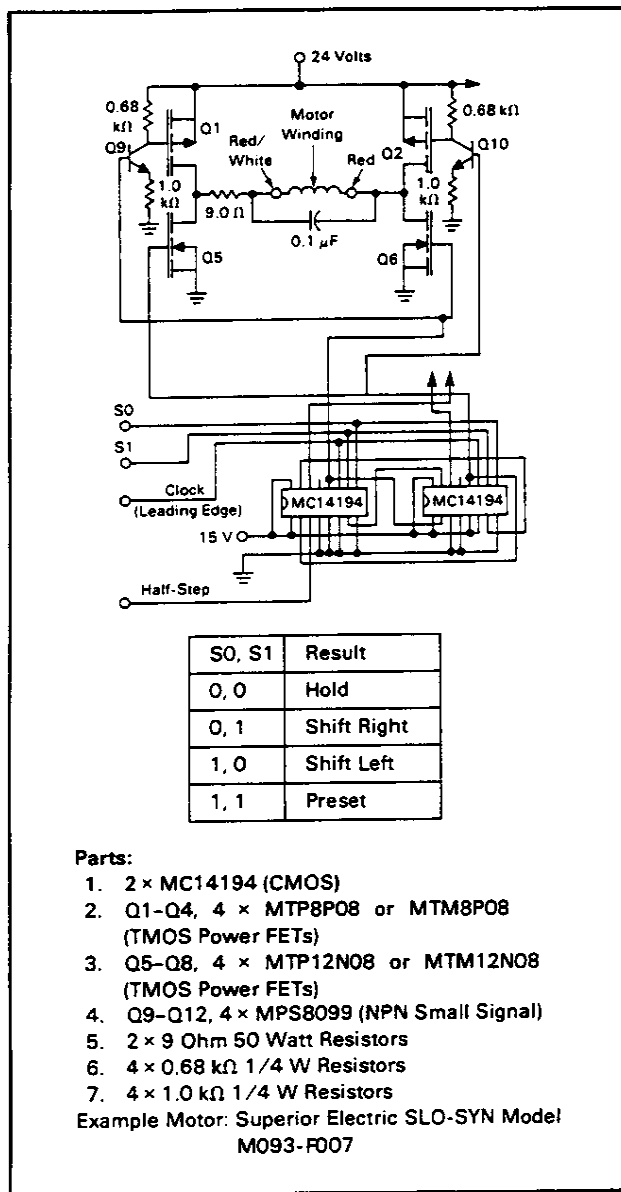 24 Volts
0.68
kΩ
Q1
Q9
Red/
White
Motor
Winding
Red
Q2
0.68 kΩ
Q10
1.0
kΩ
9.0 Ω
0.1 μF
1.0
kΩ
Q5
Q6
S0
S1
Clock
(Leading Edge)
MC14194
MC14194
15 V
Half-Step
S0, S1 Result
0, 0 Hold
0, 1 Shift Right
1, 0 Shift Left
1, 1 Preset
Parts:
1. 2 × MC14194 (CMOS)
2. Q1–Q4, 4 × MTP8P08 or MTM8P08
(TMOS Power FETs)
3. Q5–Q8, 4 × MTP12N08 or MTM12N08
(TMOS Power FETs)
4. Q9–Q12, 4 × MPS8099 (NPN Small Signal)
5. 2 × 9 Ohm 50 Watt Resistors
6. 4 × 0.68 kΩ 1/4 W Resistors
7. 4 × 1.0 kΩ 1/4 W Resistors
Example Motor: Superior Electric SLO-SYN Model
M093-F007